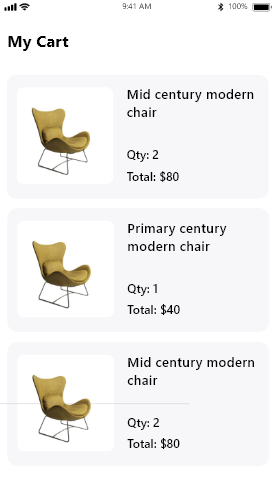 9:41 AM
100%
My Cart
Mid century modern
chair
Qty: 2
Total: $80
Primary century
modern chair
Qty: 1
Total: $40
Mid century modern
chair
Qty: 2
Total: $80